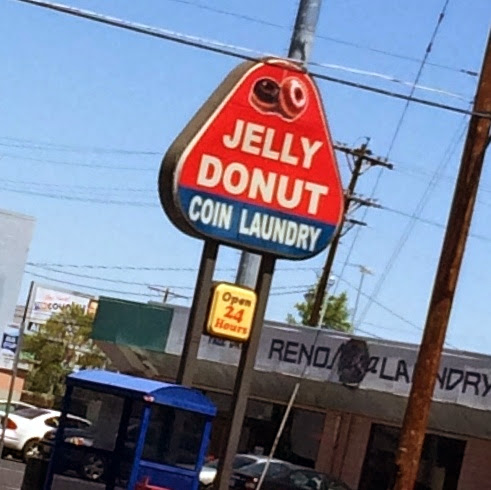 JELLY
DONUT
COIN LAUNDRY
Open
24
Hours
RENO
LAUNDRY